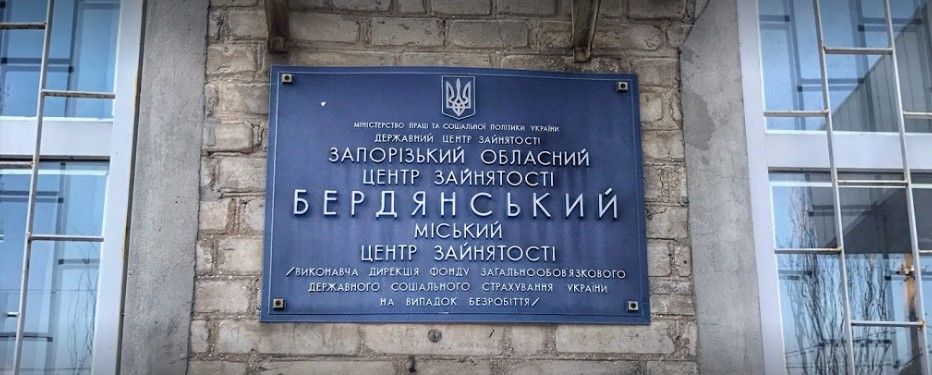 МІНІСТЕРСТВО ПРАЦІ ТА СОЦІАЛЬНОЇ ПОЛІТИКИ УКРАЇНИ
ДЕРЖАВНИЙ ЦЕНТР ЗАЙНЯТОСТІ
ЗАПОРІЗЬКИЙ ОБЛАСНИЙ
ЦЕНТР ЗАЙНЯТОСТІ
БЕРДЯНСЬКИЙ
МІСЬКИЙ
ЦЕНТР ЗАЙНЯТОСТІ
/ВИКОНАВЧА ДИРЕКЦІЯ ФОНДУ ЗАГАЛЬНООБОВ'ЯЗКОВОГО
ДЕРЖАВНОГО СОЦІАЛЬНОГО СТРАХУВАННЯ УКРАЇНИ
НА ВИПАДОК БЕЗРОБІТТЯ/